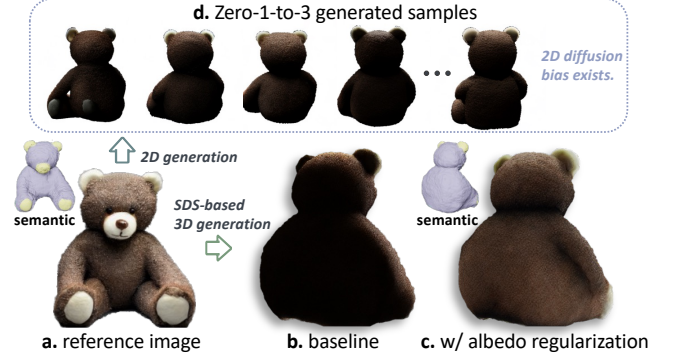 d. Zero-1-to-3 generated samples
2D diffusion
bias exists.
2D generation
semantic
SDS-based
3D generation
semantic
a. reference image
b. baseline
c. w/ albedo regularization